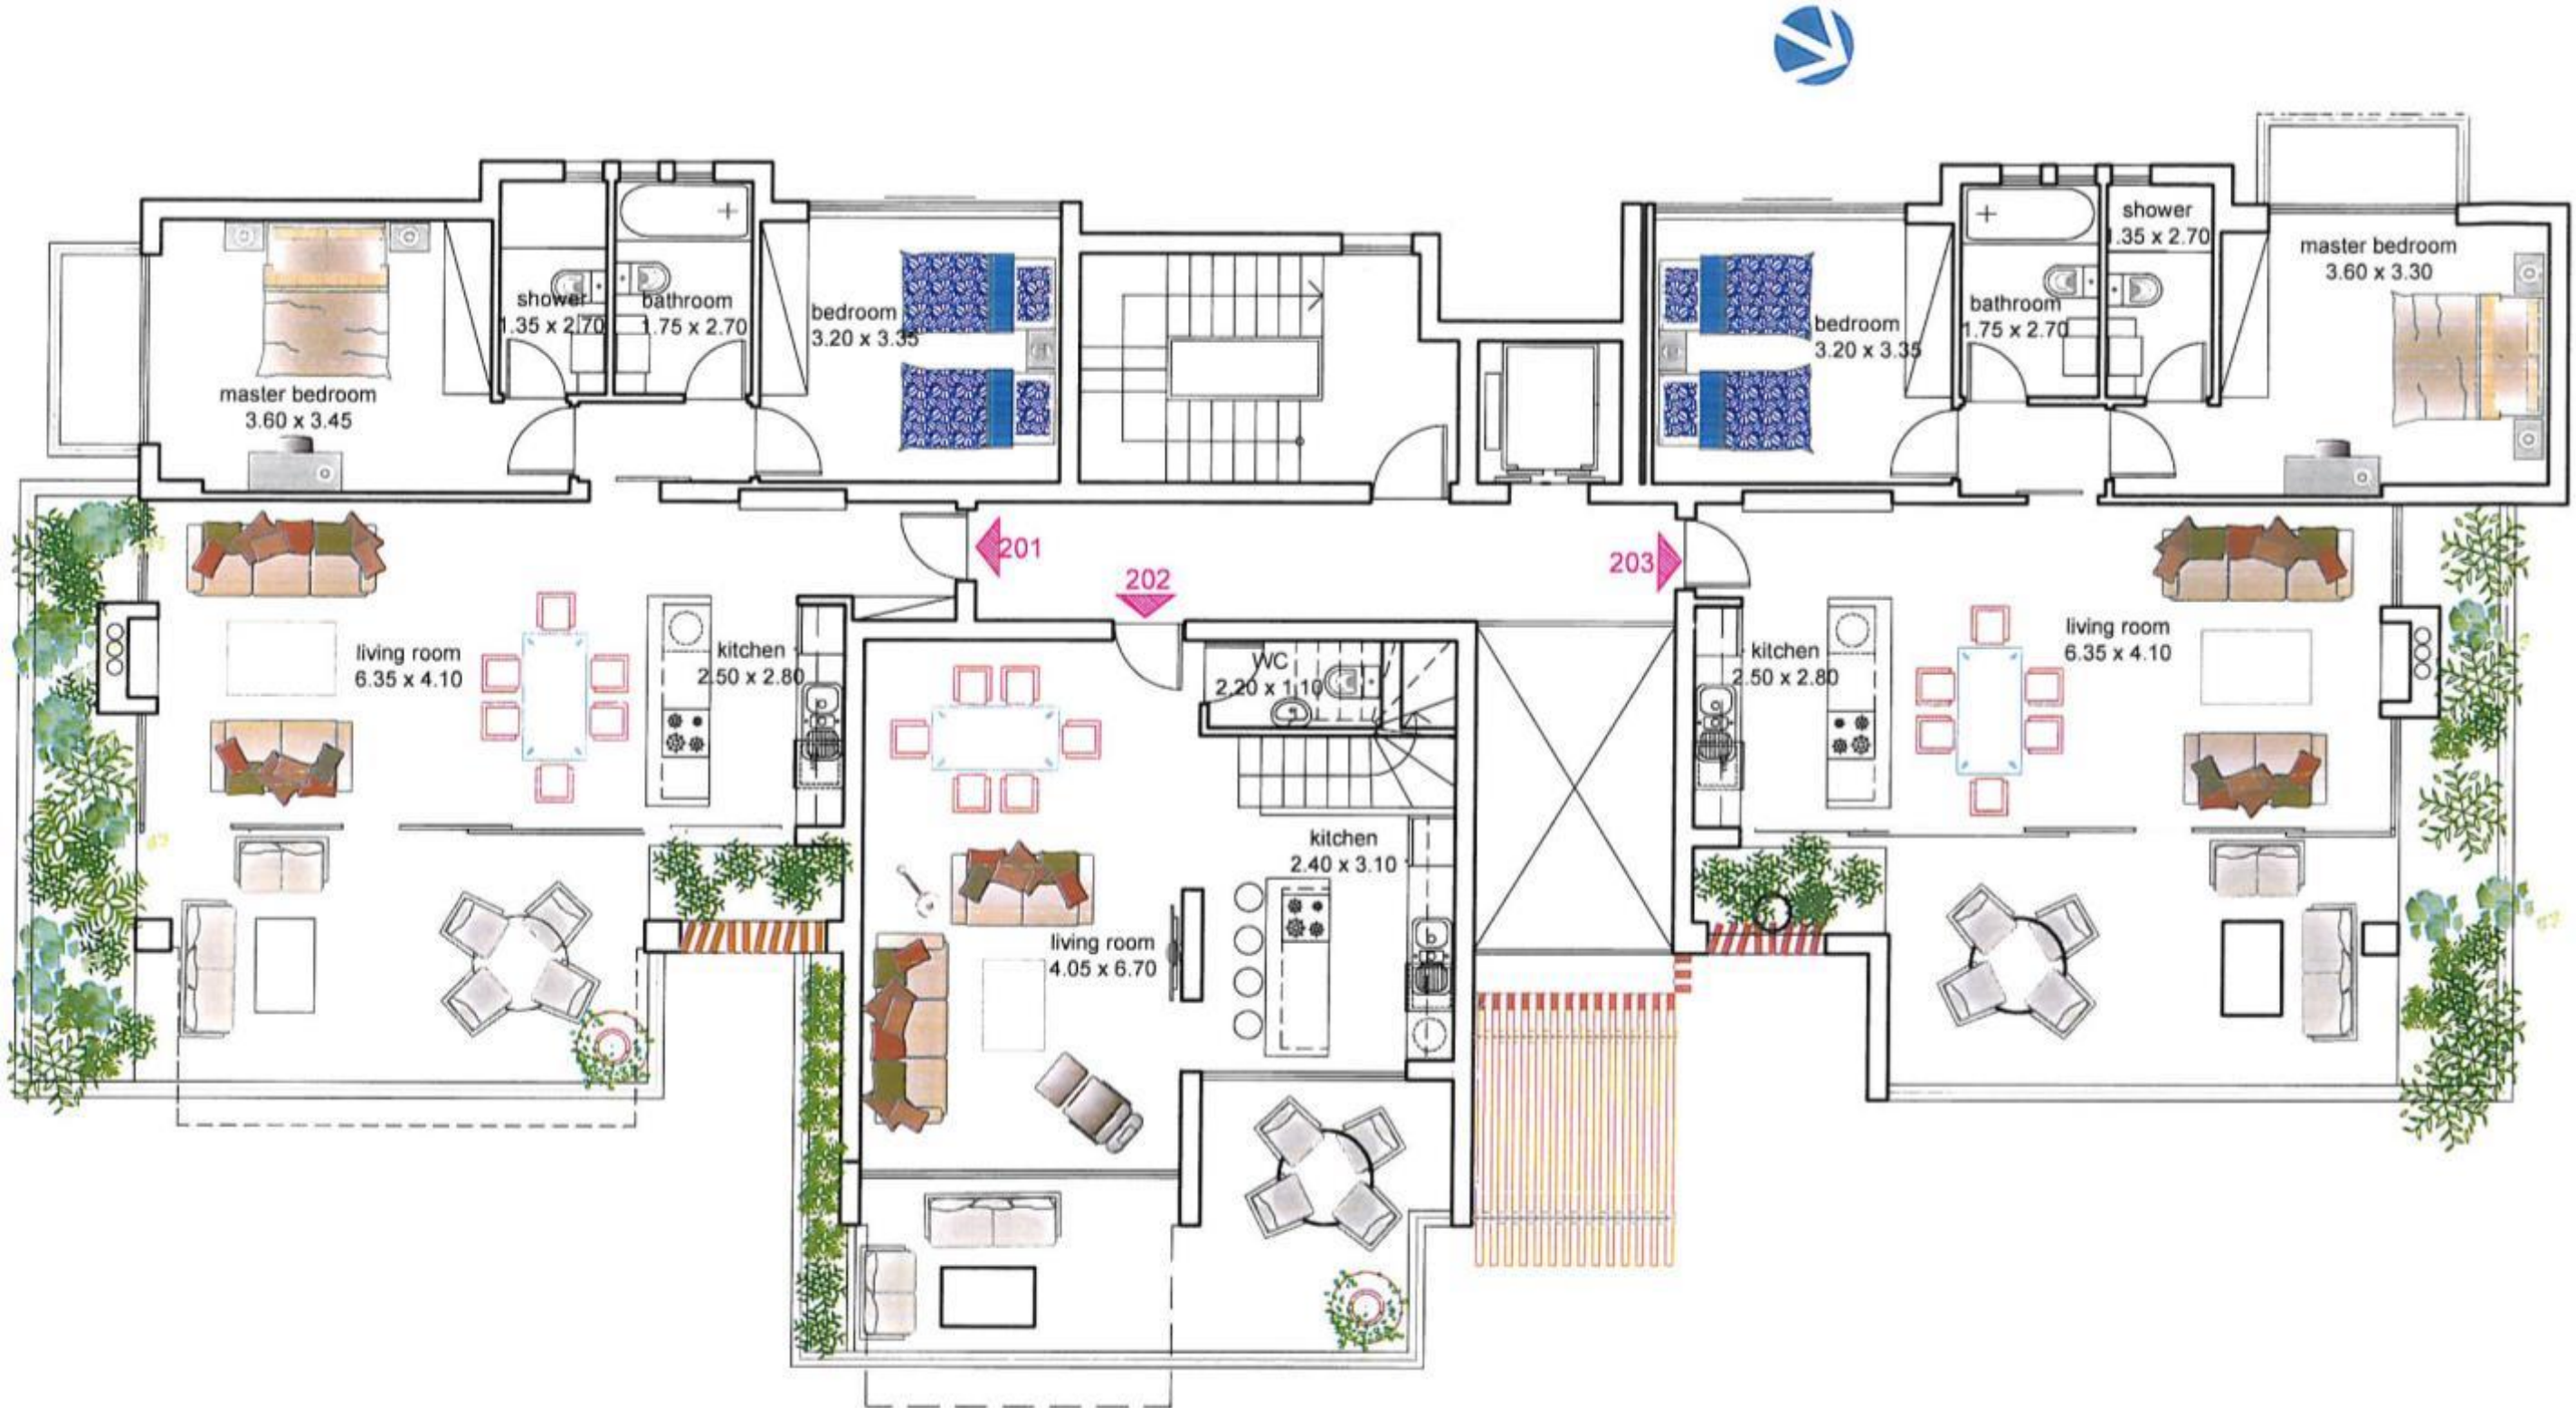 shower
1.35 x 2.70
master bedroom
3.60 x 3.30
shower
1.35 x 2.70
bathroom
1.75 x 2.70
bedroom
3.20 x 3.35
bedroom
3.20 x 3.35
bathroom
1.75 x 2.70
master bedroom
3.60 x 3.45
201
202
203
living room
6.35 x 4.10
kitchen
2.50 x 2.80
WC
2.20 x 1.10
kitchen
2.50 x 2.80
living room
6.35 x 4.10
kitchen
2.40 x 3.10
living room
4.05 x 6.70